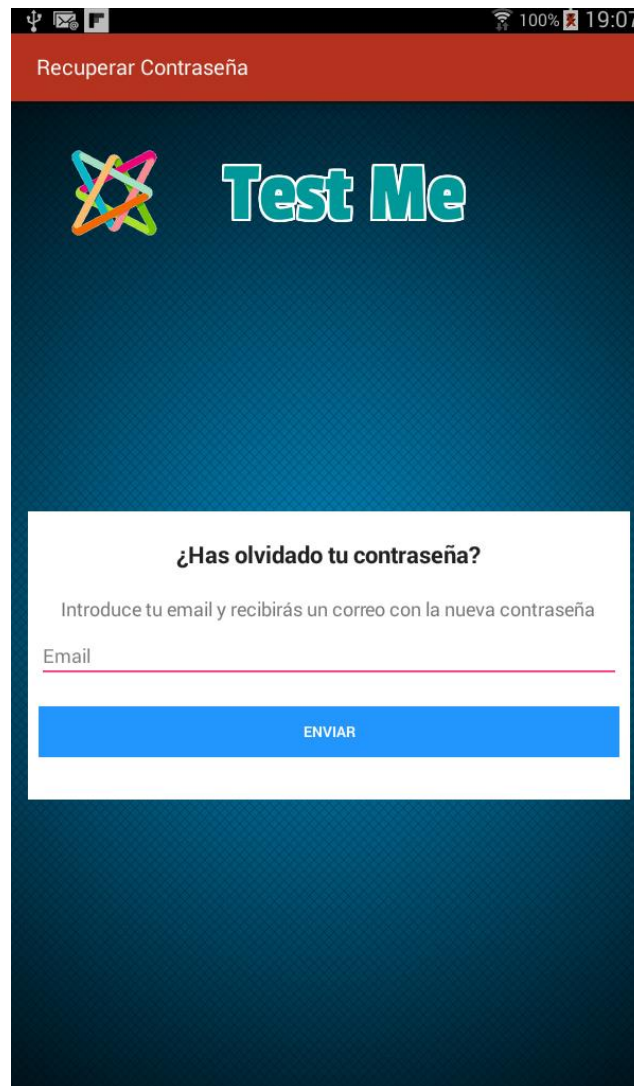 100% 19:07
Recuperar Contraseña
Test Me
¿Has olvidado tu contraseña?
Introduce tu email y recibirás un correo con la nueva contraseña
Email
ENVIAR